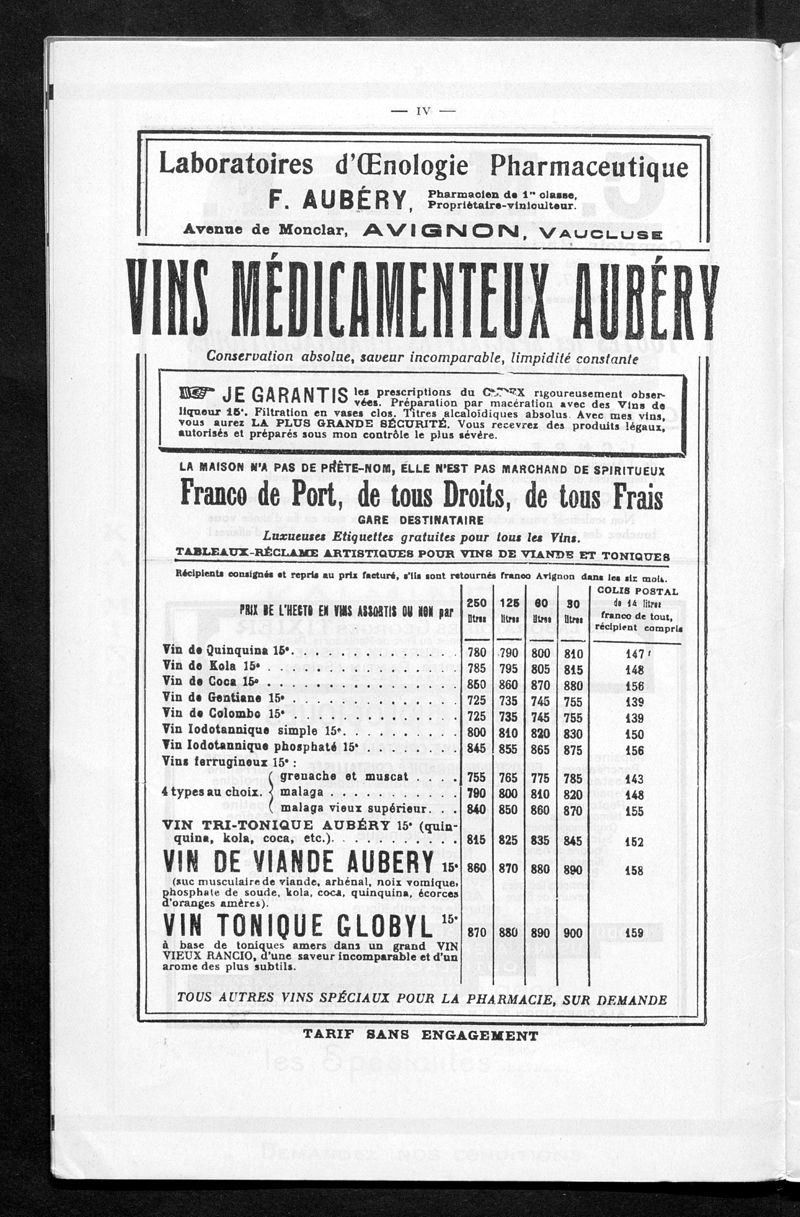 — IV —
Laboratoires d'Œnologie Pharmaceutique
F. AUBÉRY, Pharmacien de 1re classe, Propriétaire-viniculteur.
Avenue de Monclar, AVIGNON, VAUCLUSE
VINS MÉDICAMENTEUX AUBÉRY
Conservation absolue, saveur incomparable, limpidité constante
JE GARANTIS les prescriptions du CODEX rigoureusement obser-
vées. Préparation par macération avec des Vins de
liqueur 15°. Filtration en vases clos. Titres alcaloïdiques absolus. Avec mes vins,
vous aurez LA PLUS GRANDE SÉCURITÉ. Vous recevrez des produits légaux,
autorisés et préparés sous mon contrôle le plus sévère.
LA MAISON N'A PAS DE PRÊTE-NOM, ELLE N'EST PAS MARCHAND DE SPIRITUEUX
Franco de Port, de tous Droits, de tous Frais
GARE DESTINATAIRE
Luxueuses Etiquettes gratuites pour tous les Vins.
TABLEAUX-RÉCLAME ARTISTIQUES POUR VINS DE VIANDE ET TONIQUES
Récipients consignés et repris au prix facturé, s'ils sont retournés franco Avignon dans les six mois.
PRIX DE L'HECTO EN VINS ASSORTIS OU NON par 250 litres 125 litres 60 litres 30 litres COLIS POSTAL de 14 litres franco de tout, récipient compris
Vin de Quinquina 15°. . . . . . . . . . . . . . 780 790 800 810 147 f
Vin de Kola 15° . . . . . . . . . . . . . . . . 785 795 805 815 148
Vin de Coca 15° . . . . . . . . . . . . . . . . 850 860 870 880 156
Vin de Gentiane 15° . . . . . . . . . . . . . . 725 735 745 755 139
Vin de Colombo 15° . . . . . . . . . . . . . . 725 735 745 755 139
Vin Iodotannique simple 15°. . . . . . . . . . 800 810 820 830 150
Vin Iodotannique phosphaté 15° . . . . . . . . 845 855 865 875 156
Vins ferrugineux 15° :
grenache et muscat . . . . 755 765 775 785 143
4 types au choix. malaga . . . . . . . . . . . 790 800 810 820 148
malaga vieux supérieur. . . 840 850 860 870 155
VIN TRI-TONIQUE AUBÉRY 15° (quin-
quina, kola, coca, etc.). . . . . . . . . . . 815 825 835 845 152
VIN DE VIANDE AUBERY 15° 860 870 880 890 158
(suc musculaire de viande, arhénal, noix vomique,
phosphate de soude, kola, coca, quinquina, écorces
d'oranges amères).
VIN TONIQUE GLOBYL 15° 870 880 890 900 159
à base de toniques amers dans un grand VIN
VIEUX RANCIO, d'une saveur incomparable et d'un
arome des plus subtils.
TOUS AUTRES VINS SPÉCIAUX POUR LA PHARMACIE, SUR DEMANDE
TARIF SANS ENGAGEMENT